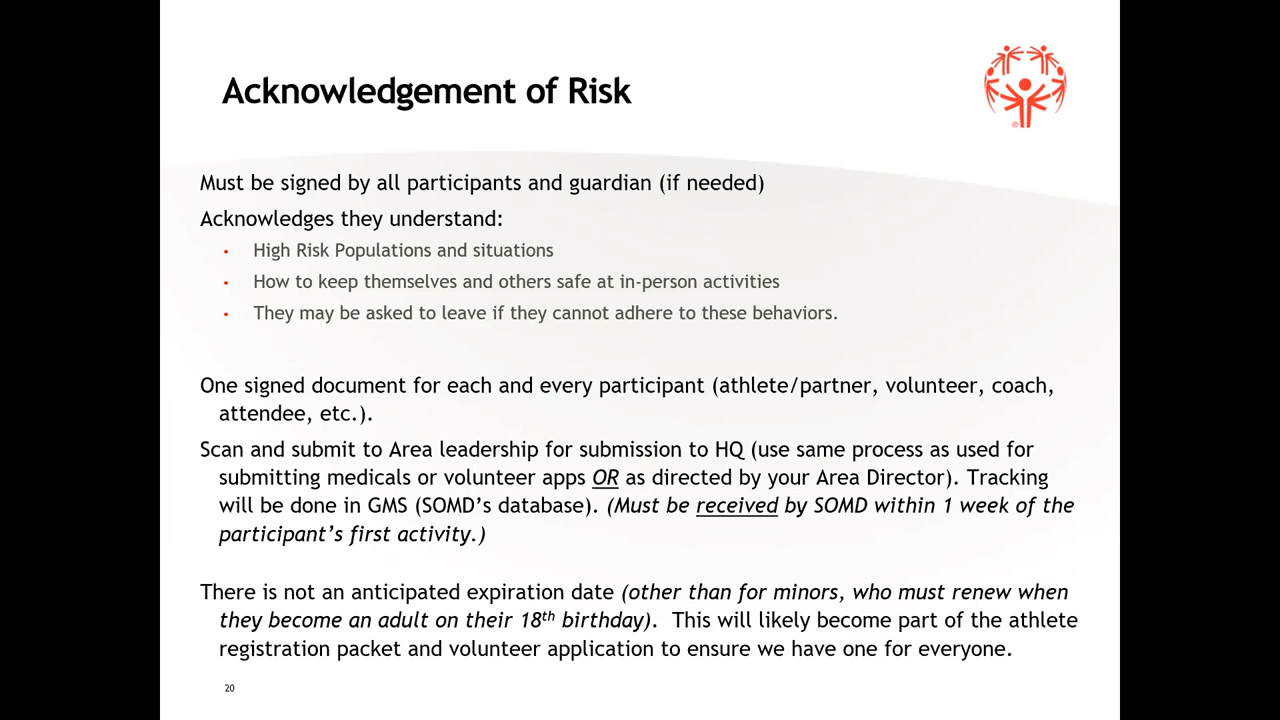 Acknowledgement of Risk
®
Must be signed by all participants and guardian (if needed)
Acknowledges they understand:
• High Risk Populations and situations
• How to keep themselves and others safe at in-person activities
• They may be asked to leave if they cannot adhere to these behaviors.
One signed document for each and every participant (athlete/partner, volunteer, coach,
attendee, etc.).
Scan and submit to Area leadership for submission to HQ (use same process as used for
submitting medicals or volunteer apps OR as directed by your Area Director). Tracking
will be done in GMS (SOMD’s database). (Must be received by SOMD within 1 week of the
participant’s first activity.)
There is not an anticipated expiration date (other than for minors, who must renew when
they become an adult on their 18th birthday). This will likely become part of the athlete
registration packet and volunteer application to ensure we have one for everyone.
20